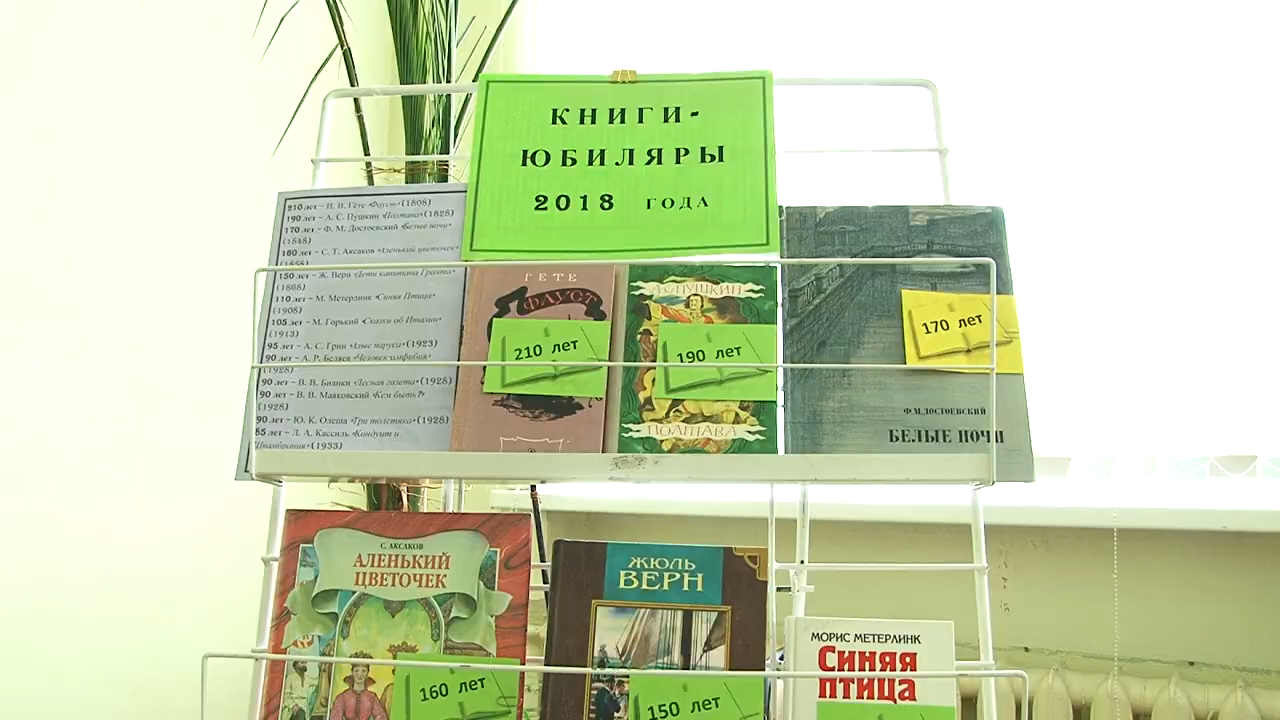 КНИГИ-
ЮБИЛЯРЫ
2018 ГОДА
210 лет – И. В. Гёте «Фауст» (1808)
190 лет – А. С. Пушкин «Полтава» (1828)
170 лет – Ф. М. Достоевский «Белые ночи»
(1848)
160 лет – С. Т. Аксаков «Аленький цветочек»
(1858)
150 лет – Ж. Верн «Дети капитана Гранта»
(1868)
110 лет – М. Метерлинк «Синяя Птица»
(1908)
105 лет – М. Горький «Сказки об Италии»
(1913)
95 лет – А. С. Грин «Алые паруса» (1923)
90 лет – А. Р. Беляев «Человек-амфибия»
(1928)
90 лет – В. В. Бианки «Лесная газета» (1928)
90 лет – В. В. Маяковский «Кем быть?»
(1928)
90 лет – Ю. К. Олеша «Три толстяка» (1928)
85 лет – Л. А. Кассиль «Кондуит и
Швамбрания» (1933)
ГЕТЕ
ФАУСТ
210 лет
А.С.ПУШКИН
190 лет
ПОЛТАВА
170 лет
Ф.М.ДОСТОЕВСКИЙ
БЕЛЫЕ НОЧИ
С. АКСАКОВ
АЛЕНЬКИЙ
ЦВЕТОЧЕК
160 лет
ЖЮЛЬ
ВЕРН
150 лет
МОРИС МЕТЕРЛИНК
Синяя
птица